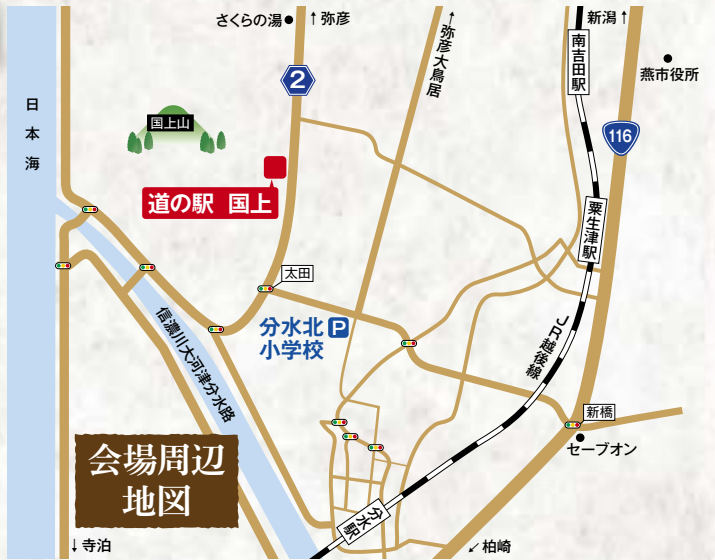 さくらの湯
↑弥彦
弥彦大鳥居
新潟↑
南吉田駅
燕市役所
日本海
2
国上山
116
道の駅 国上
粟生津駅
太田
分水北P
小学校
信濃川大河津分水路
JR越後線
新橋
セーブオン
会場周辺
地図
分水駅
↓寺泊
↙柏崎